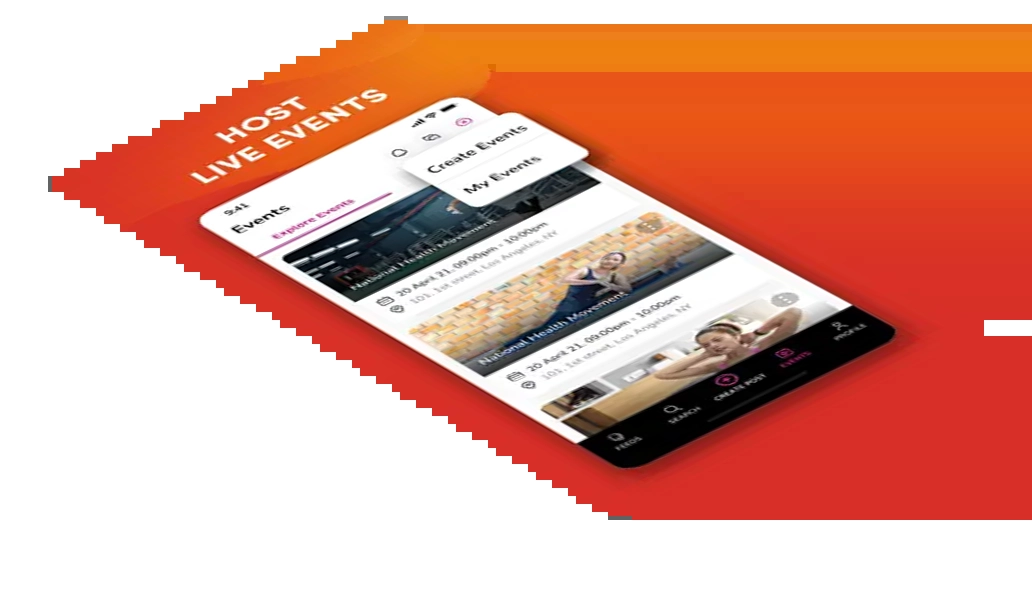 HOST
LIVE EVENTS
9:41
Events
Explore Events
Create Events
My Events
National Health Movement
20 April 21, 09:00pm - 10:00pm
101, 1st street, Los Angeles, NY
National Health Movement
20 April 21, 09:00pm - 10:00pm
101, 1st street, Los Angeles, NY
FEEDS
SEARCH
CREATE POST
EVENTS
PROFILE